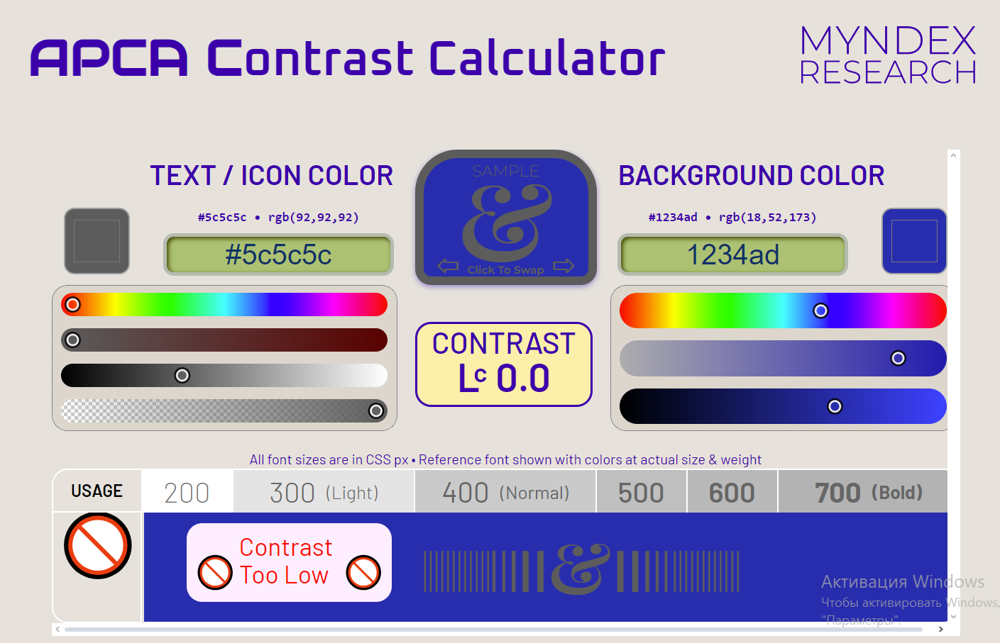 APCA Contrast Calculator
MYNDEX
RESEARCH
TEXT / ICON COLOR
#5c5c5c • rgb(92,92,92)
#5c5c5c
SAMPLE
&
Click To Swap
BACKGROUND COLOR
#1234ad • rgb(18,52,173)
1234ad
CONTRAST
Lc 0.0
All font sizes are in CSS px • Reference font shown with colors at actual size & weight
USAGE 200 300 (Light) 400 (Normal) 500 600 700 (Bold)
Contrast
Too Low
&
Активация Windows
Чтобы активировать Windows,
"Параметры".